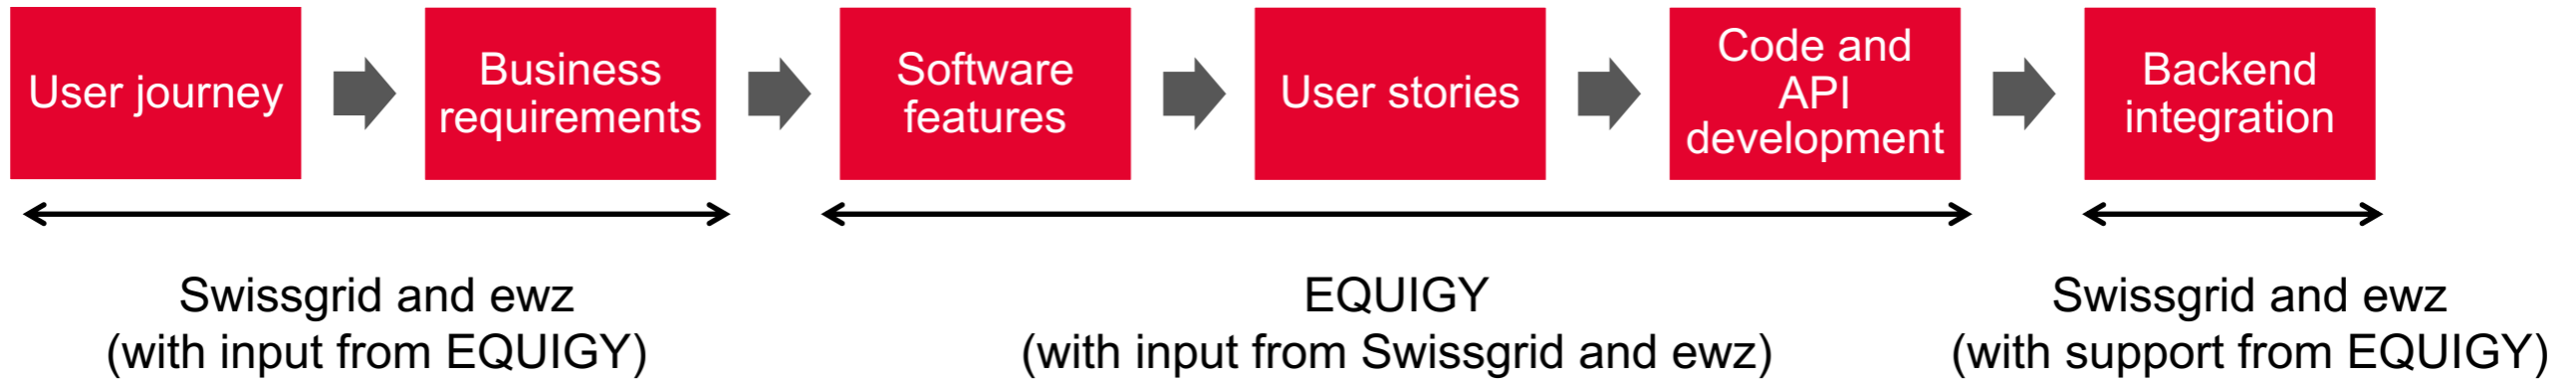 User journey
Business
requirements
Software
features
User stories
Code and
API
development
Backend
integration
Swissgrid and ewz
(with input from EQUIGY)
EQUIGY
(with input from Swissgrid and ewz)
Swissgrid and ewz
(with support from EQUIGY)